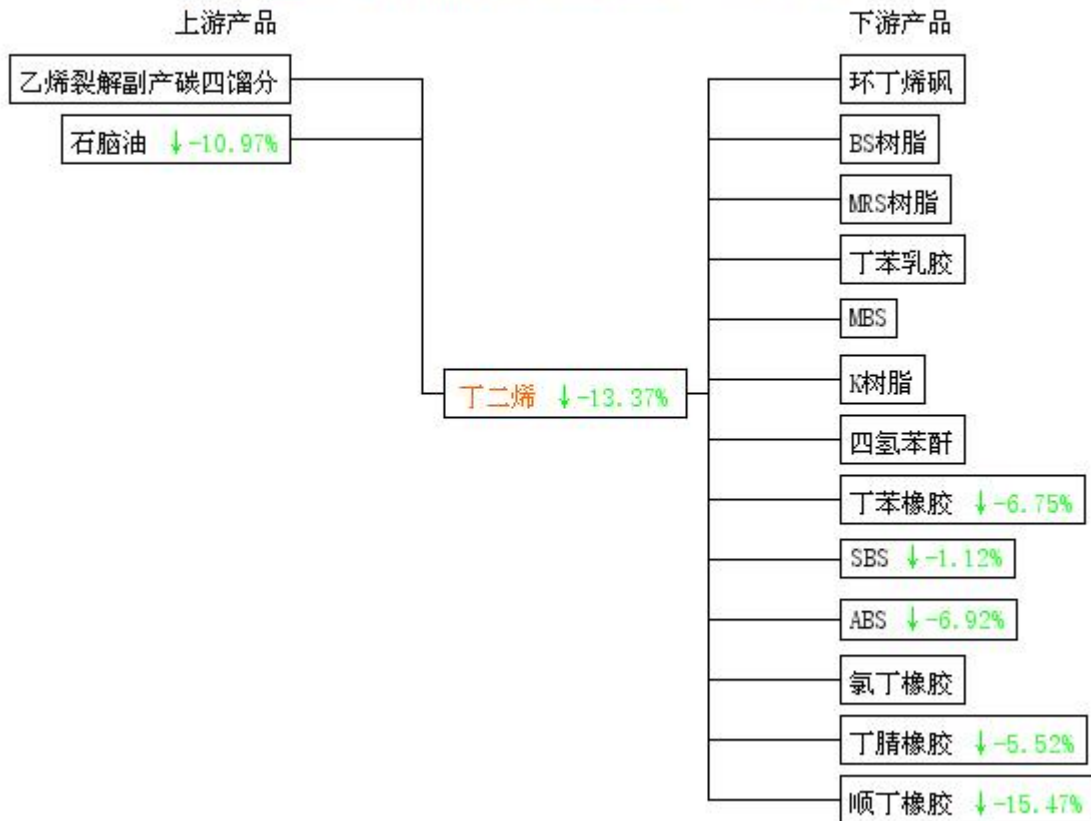 上游产品
下游产品
乙烯裂解副产碳四馏分
石脑油 ↓-10.97%
丁二烯 ↓-13.37%
环丁烯砜
BS树脂
MRS树脂
丁苯乳胶
MBS
K树脂
四氢苯酐
丁苯橡胶 ↓-6.75%
SBS ↓-1.12%
ABS ↓-6.92%
氯丁橡胶
丁腈橡胶 ↓-5.52%
顺丁橡胶 ↓-15.47%